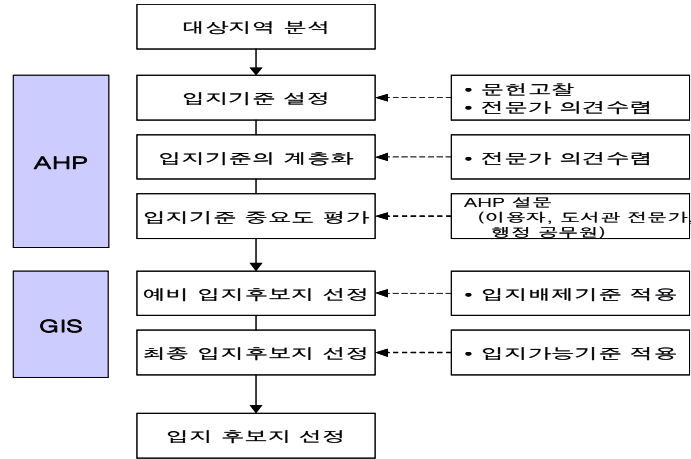 대상지역 분석
AHP
입지기준 설정
• 문헌고찰
• 전문가 의견수렴
입지기준의 계층화
• 전문가 의견수렴
입지기준 중요도 평가
AHP 설문
(이용자, 도서관 전문가,
행정 공무원)
GIS
예비 입지후보지 선정
• 입지배제기준 적용
최종 입지후보지 선정
• 입지가능기준 적용
입지 후보지 선정